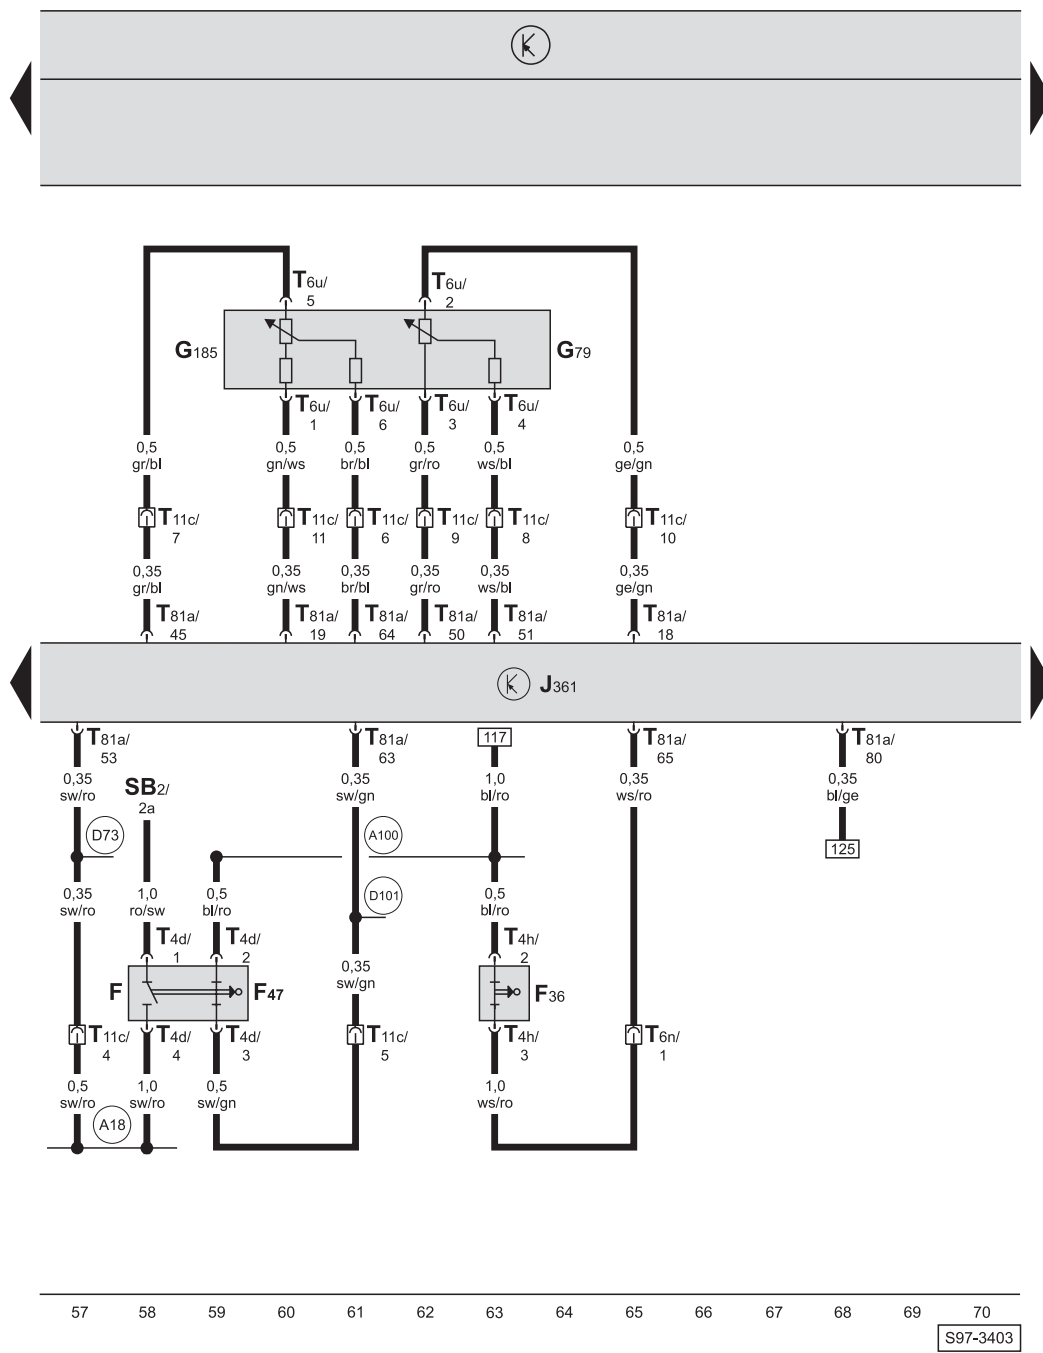 T6u/ T6u/
5 2
G185 G79
T6u/ T6u/ T6u/ T6u/
1 6 3 4
0,5 0,5 0,5 0,5 0,5 0,5
gr/bl gn/ws br/bl gr/ro ws/bl ge/gn
T11c/ T11c/ T11c/ T11c/ T11c/ T11c/
7 11 6 9 8 10
0,35 0,35 0,35 0,35 0,35 0,35
gr/bl gn/ws br/bl gr/ro ws/bl ge/gn
T81a/ T81a/ T81a/ T81a/ T81a/ T81a/
45 19 64 50 51 18
J361
T81a/ T81a/ 117 T81a/ T81a/
53 63 65 80
0,35 0,35 1,0 0,35 0,35
sw/ro SB2/ sw/gn bl/ro ws/ro bl/ge
2a
D73 A100
125
0,35 1,0 0,5 D101 0,5
sw/ro ro/sw bl/ro bl/ro
T4d/ T4d/ T4h/
1 2 2
0,35
sw/gn
F F47 F36
T11c/ T4d/ T4d/ T11c/ T4h/ T6n/
4 4 3 5 3 1
0,5 1,0 0,5 1,0
sw/ro sw/ro sw/gn ws/ro
A18
57 58 59 60 61 62 63 64 65 66 67 68 69 70
S97-3403